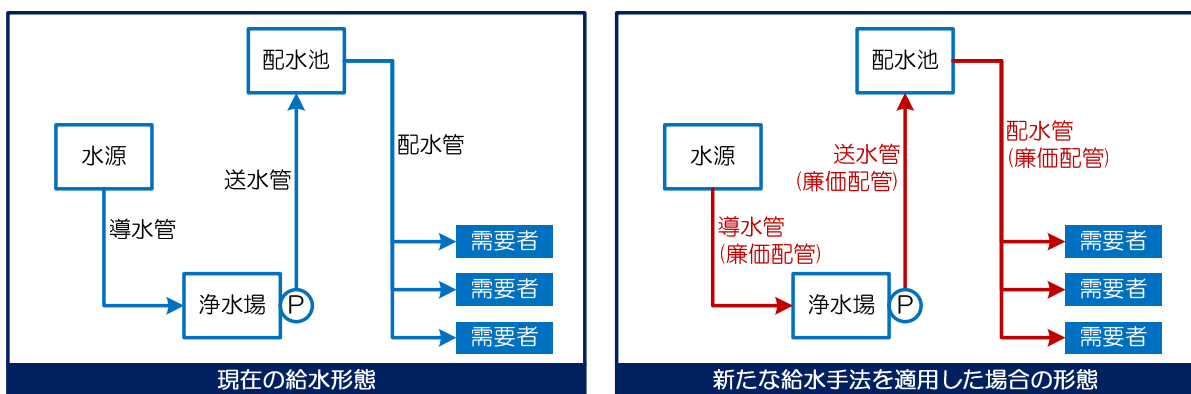 配水池
水源
配水管
送水管
導水管
需要者
浄水場
P
需要者
需要者
現在の給水形態
配水池
水源
配水管
(廉価配管)
送水管
(廉価配管)
導水管
(廉価配管)
需要者
浄水場
P
需要者
需要者
新たな給水手法を適用した場合の形態